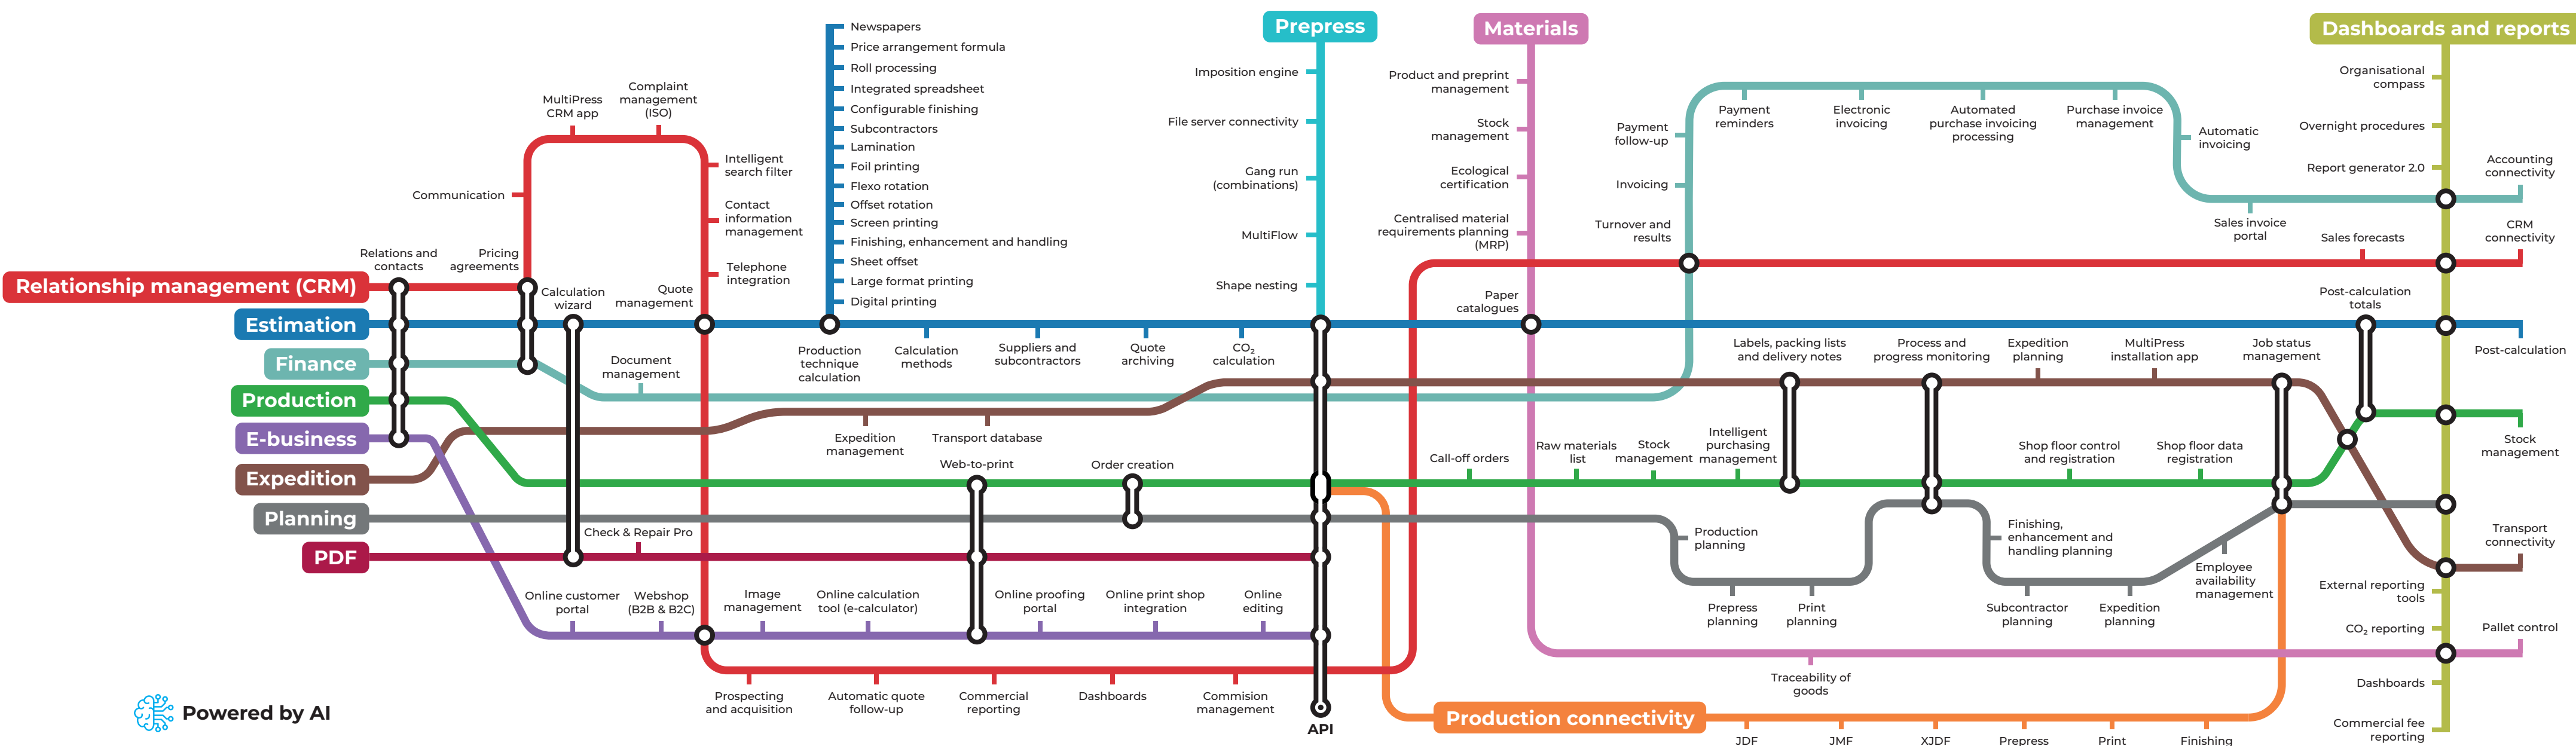 Newspapers
Price arrangement formula
Roll processing
Integrated spreadsheet
Configurable finishing
Subcontractors
Lamination
Foil printing
Flexo rotation
Offset rotation
Screen printing
Finishing, enhancement and handling
Sheet offset
Large format printing
Digital printing
Prepress
Imposition engine
File server connectivity
Gang run
(combinations)
MultiFlow
Shape nesting
Materials
Product and preprint
management
Stock
management
Ecological
certification
Centralised material
requirements planning
(MRP)
Paper
catalogues
Dashboards and reports
Organisational
compass
Overnight procedures
Report generator 2.0
Accounting
connectivity
CRM
connectivity
Payment
reminders
Electronic
invoicing
Automated
purchase invoicing
processing
Purchase invoice
management
Automatic
invoicing
Payment
follow-up
Invoicing
Turnover and
results
Sales invoice
portal
Sales forecasts
MultiPress
CRM app
Complaint
management
(ISO)
Communication
Intelligent
search filter
Contact
information
management
Telephone
integration
Relations and
contacts
Pricing
agreements
Relationship management (CRM)
Calculation
wizard
Quote
management
Estimation
Finance
Document
management
Production
technique
calculation
Calculation
methods
Suppliers and
subcontractors
Quote
archiving
CO₂
calculation
Post-calculation
totals
Post-calculation
Labels, packing lists
and delivery notes
Process and
progress monitoring
Expedition
planning
MultiPress
installation app
Job status
management
Production
E-business
Expedition
Planning
PDF
Expedition
management
Transport database
Web-to-print
Order creation
Call-off orders
Raw materials
list
Stock
management
Intelligent
purchasing
management
Shop floor control
and registration
Shop floor data
registration
Stock
management
Check & Repair Pro
Production
planning
Finishing,
enhancement and
handling planning
Employee
availability
management
Transport
connectivity
Online customer
portal
Webshop
(B2B & B2C)
Image
management
Online calculation
tool (e-calculator)
Online proofing
portal
Online print shop
integration
Online
editing
Prepress
planning
Print
planning
Subcontractor
planning
Expedition
planning
External reporting
tools
CO₂ reporting
Pallet control
Dashboards
Commercial fee
reporting
Traceability of
goods
Prospecting
and acquisition
Automatic quote
follow-up
Commercial
reporting
Dashboards
Commision
management
API
Powered by AI
Production connectivity
JDF
JMF
XJDF
Prepress
Print
Finishing